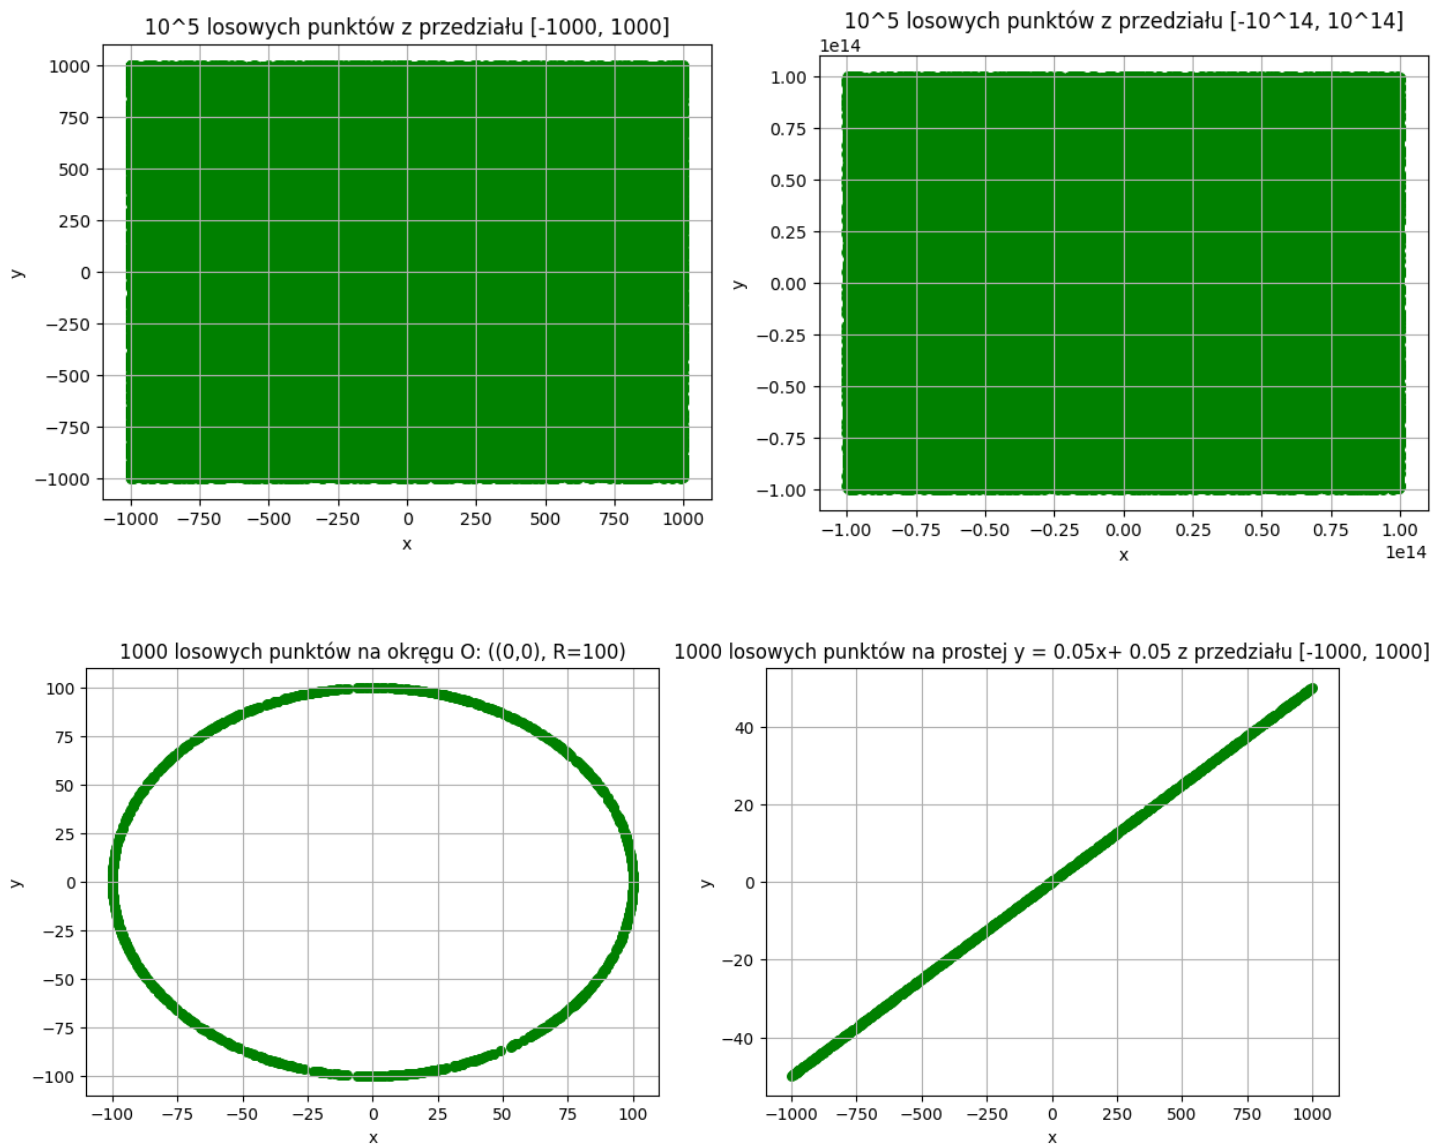 10^5 losowych punktów z przedziału [-1000, 1000]
1000
750
500
250
0
−250
−500
−750
−1000
y
−1000 −750 −500 −250 0 250 500 750 1000
x
10^5 losowych punktów z przedziału [-10^14, 10^14]
1e14
1.00
0.75
0.50
0.25
0.00
−0.25
−0.50
−0.75
−1.00
y
−1.00 −0.75 −0.50 −0.25 0.00 0.25 0.50 0.75 1.00
1e14
x
1000 losowych punktów na okręgu O: ((0,0), R=100)
100
75
50
25
0
−25
−50
−75
−100
y
−100 −75 −50 −25 0 25 50 75 100
x
1000 losowych punktów na prostej y = 0.05x+ 0.05 z przedziału [-1000, 1000]
40
20
0
−20
−40
y
−1000 −750 −500 −250 0 250 500 750 1000
x